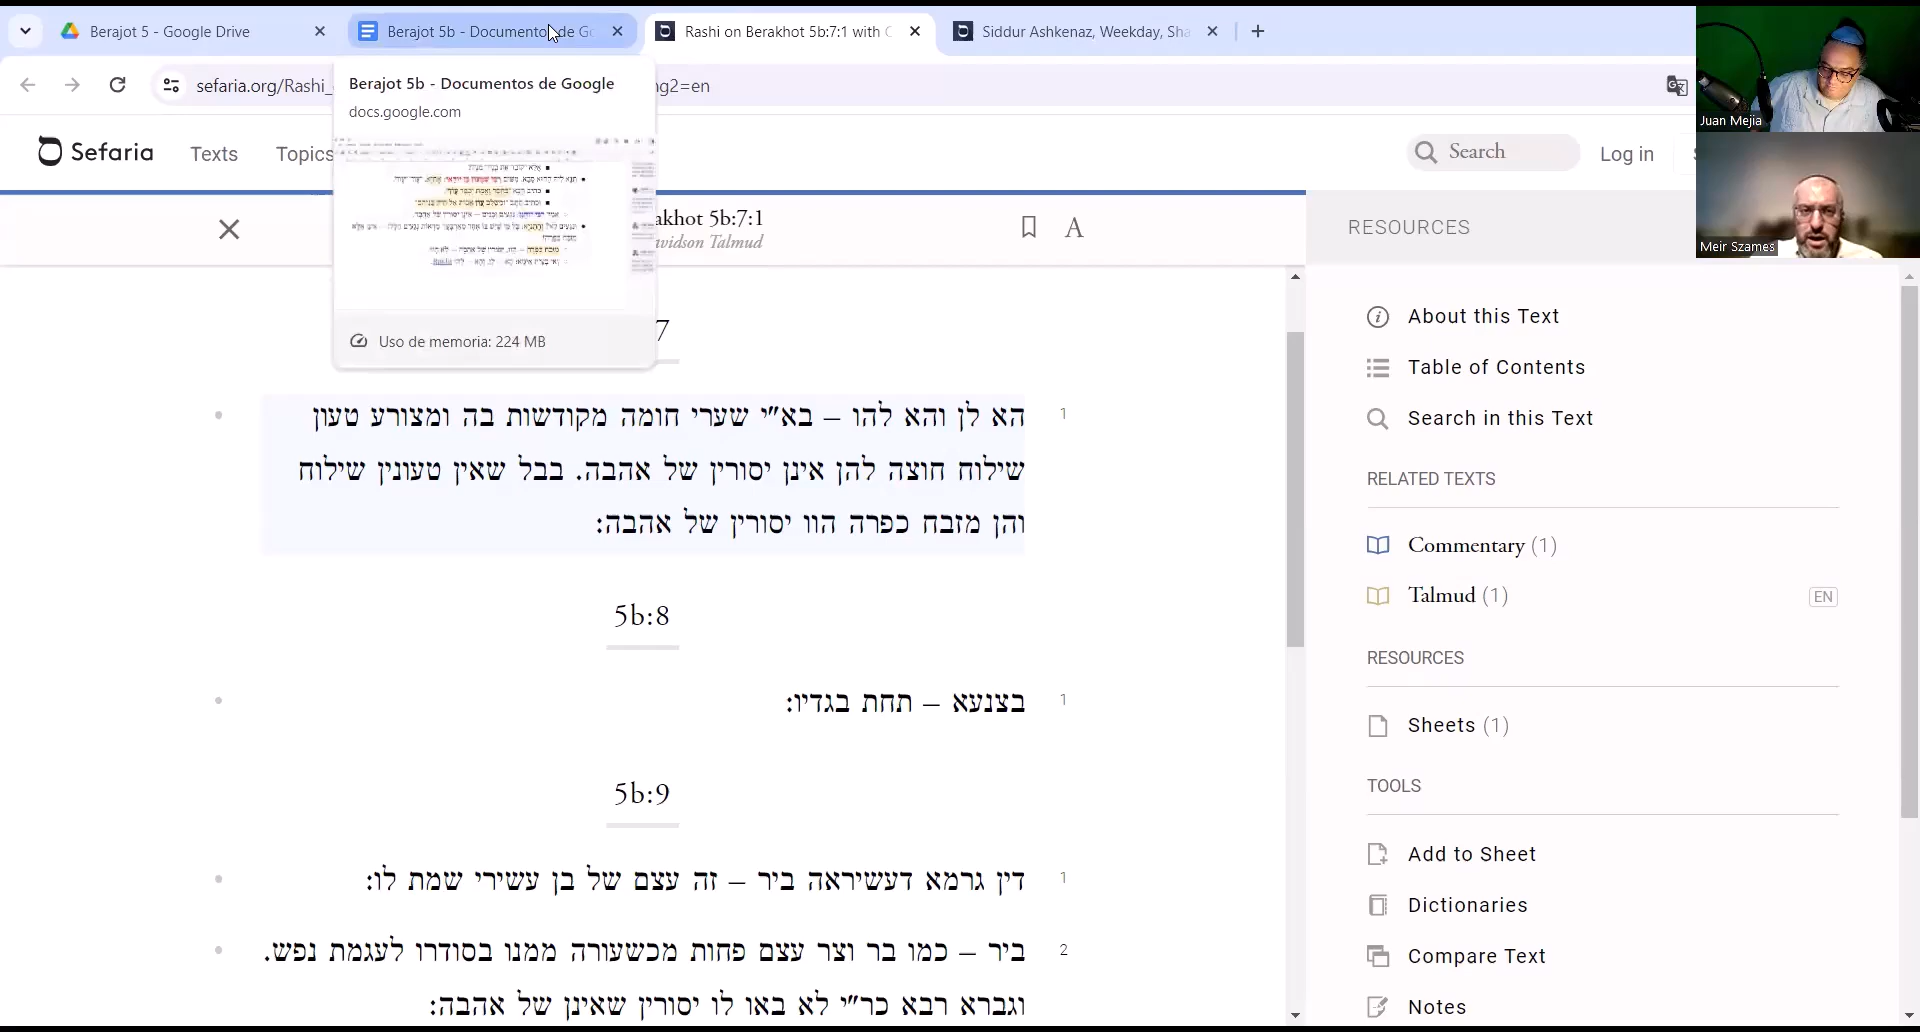 Berajot 5 - Google Drive
Berajot 5b - Documentos de Go
Rashi on Berakhot 5b:7:1 with C
Siddur Ashkenaz, Weekday, Sha
sefaria.org/Rashi_
ng2=en
Berajot 5b - Documentos de Google
docs.google.com
Uso de memoria: 224 MB
Sefaria
Texts
Topics
Search
Log in
akhot 5b:7:1
avidson Talmud
A
7
1
הא לן והא להו – בא״י שערי חומה מקודשות בה ומצורע טעון
שילוח חוצה להן אינן יסורין של אהבה. בבל שאין טעונין שילוח
והן מזבח כפרה הוו יסורין של אהבה:
5b:8
1
בצנעא – תחת בגדיו:
5b:9
1
דין גרמא דעשיראה ביר – זה עצם של בן עשירי שמת לו:
2
ביר – כמו בר וצר עצם פחות מכשעורה ממנו בסודרו לעגמת נפש.
וגברא רבא כר״י לא באו לו יסורין שאינן של אהבה:
RESOURCES
About this Text
Table of Contents
Search in this Text
RELATED TEXTS
Commentary (1)
Talmud (1)
EN
RESOURCES
Sheets (1)
TOOLS
Add to Sheet
Dictionaries
Compare Text
Notes
Juan Mejia
Meir Szames